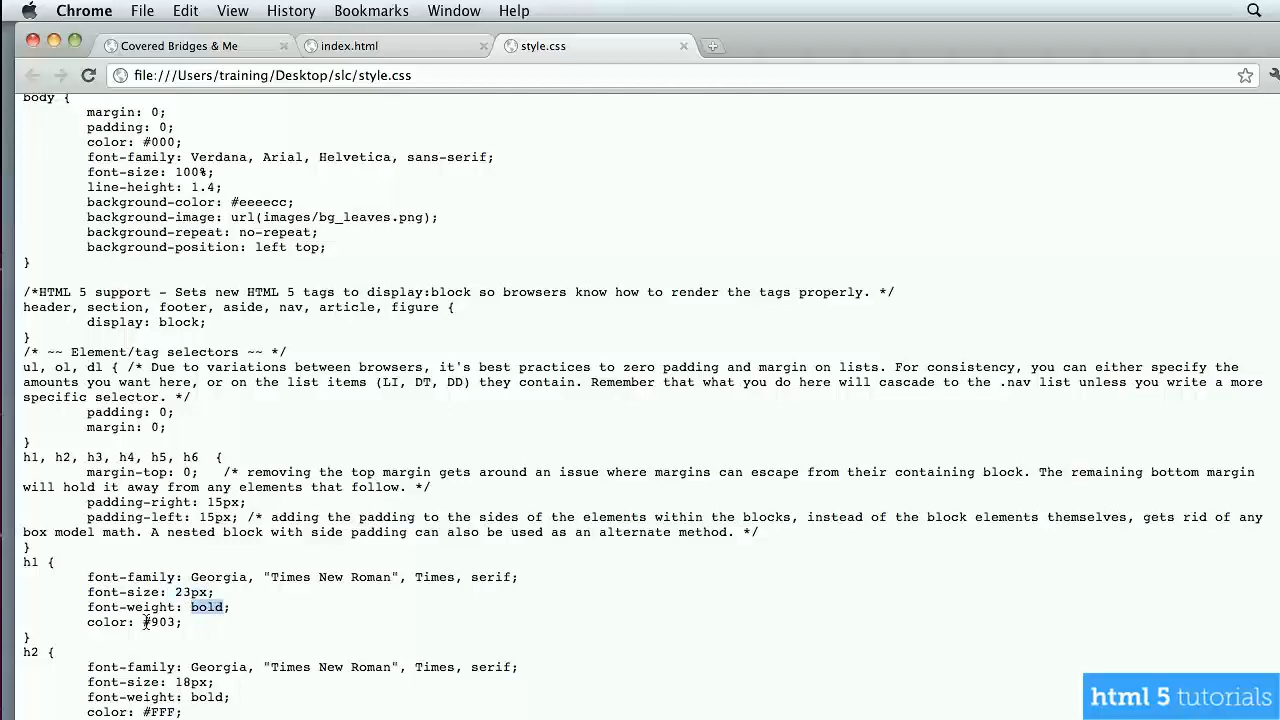 Chrome File Edit View History Bookmarks Window Help
Covered Bridges & Me
index.html
style.css
file:///Users/training/Desktop/slc/style.css
body {
margin: 0;
padding: 0;
color: #000;
font-family: Verdana, Arial, Helvetica, sans-serif;
font-size: 100%;
line-height: 1.4;
background-color: #eeeecc;
background-image: url(images/bg_leaves.png);
background-repeat: no-repeat;
background-position: left top;
}
/*HTML 5 support - Sets new HTML 5 tags to display:block so browsers know how to render the tags properly. */
header, section, footer, aside, nav, article, figure {
display: block;
}
/* ~~ Element/tag selectors ~~ */
ul, ol, dl { /* Due to variations between browsers, it's best practices to zero padding and margin on lists. For consistency, you can either specify the
amounts you want here, or on the list items (LI, DT, DD) they contain. Remember that what you do here will cascade to the .nav list unless you write a more
specific selector. */
padding: 0;
margin: 0;
}
h1, h2, h3, h4, h5, h6 {
margin-top: 0; /* removing the top margin gets around an issue where margins can escape from their containing block. The remaining bottom margin
will hold it away from any elements that follow. */
padding-right: 15px;
padding-left: 15px; /* adding the padding to the sides of the elements within the blocks, instead of the block elements themselves, gets rid of any
box model math. A nested block with side padding can also be used as an alternate method. */
}
h1 {
font-family: Georgia, "Times New Roman", Times, serif;
font-size: 23px;
font-weight: bold;
color: #903;
}
h2 {
font-family: Georgia, "Times New Roman", Times, serif;
font-size: 18px;
font-weight: bold;
color: #FFF;
html 5 tutorials